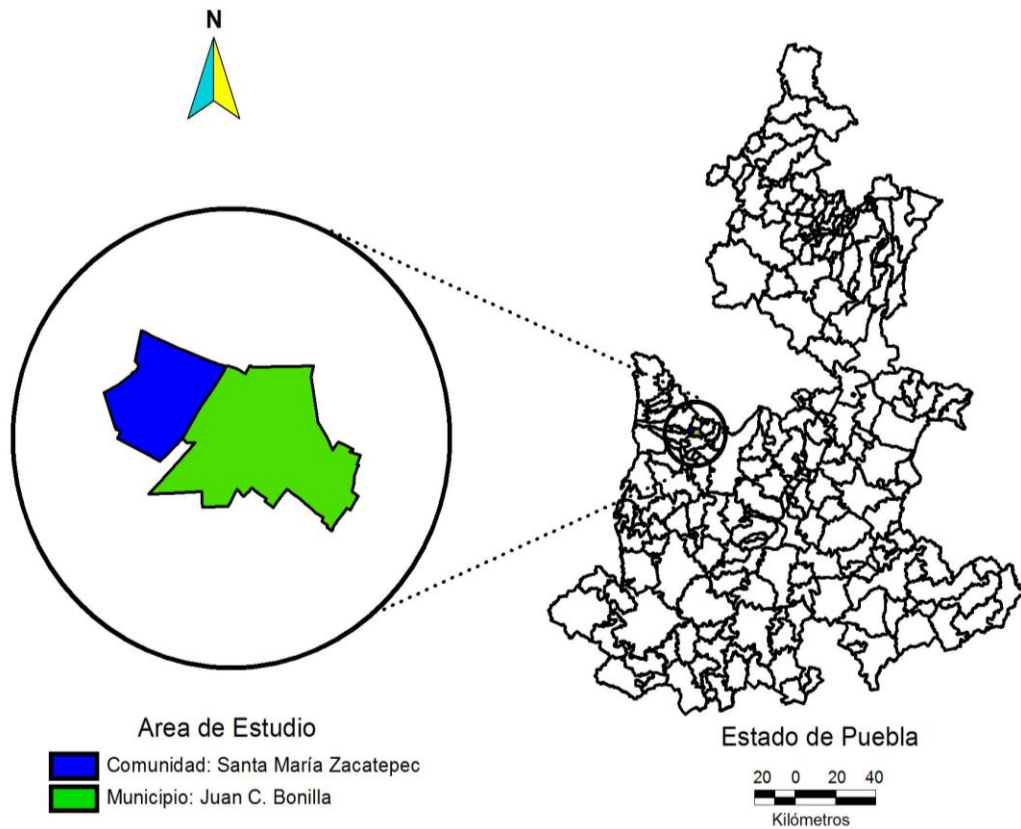 N
Area de Estudio
Comunidad: Santa María Zacatepec
Municipio: Juan C. Bonilla
Estado de Puebla
20 0 20 40
Kilómetros